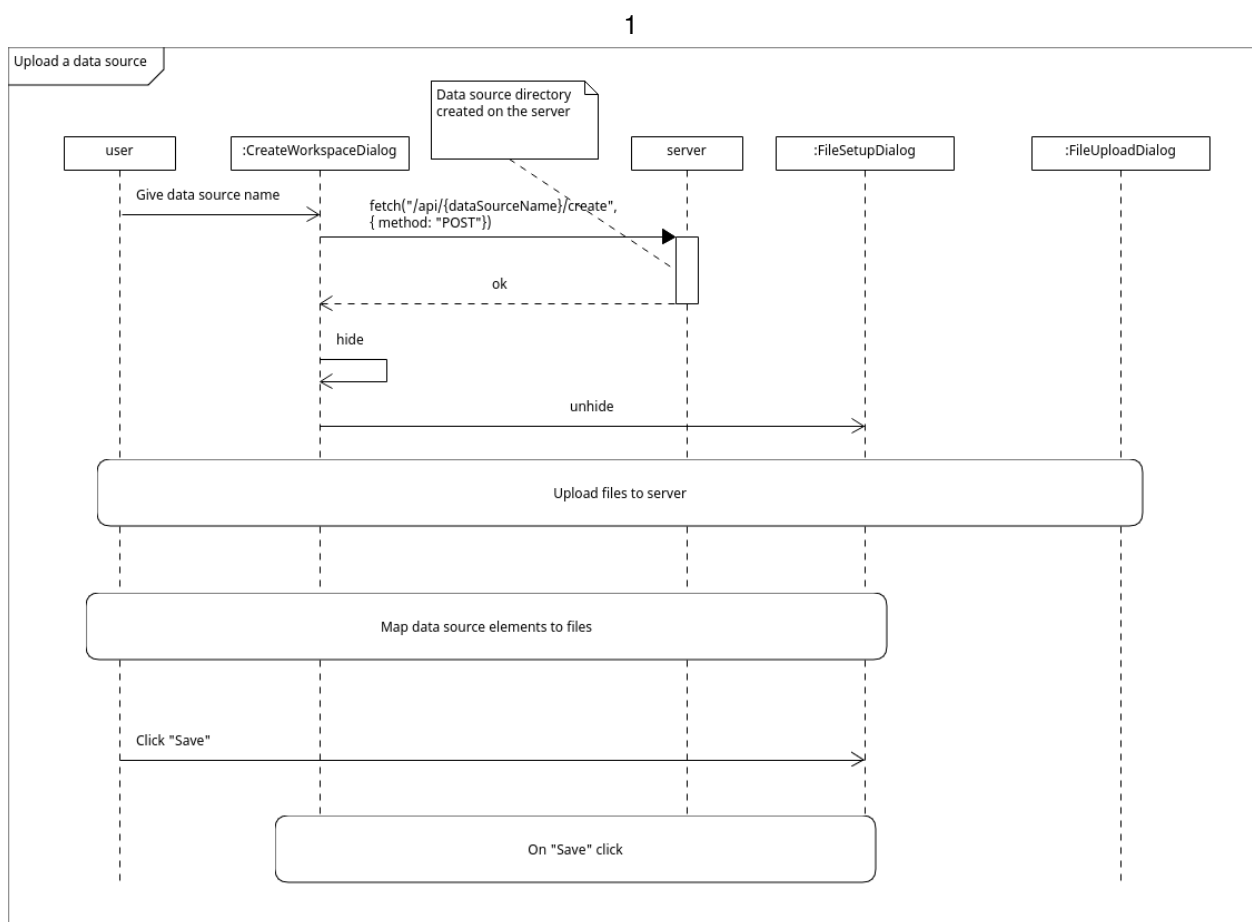 1
Upload a data source
Data source directory
created on the server
user
:CreateWorkspaceDialog
server
:FileSetupDialog
:FileUploadDialog
Give data source name
fetch("/api/{dataSourceName}/create",
{ method: "POST"})
ok
hide
unhide
Upload files to server
Map data source elements to files
Click "Save"
On "Save" click